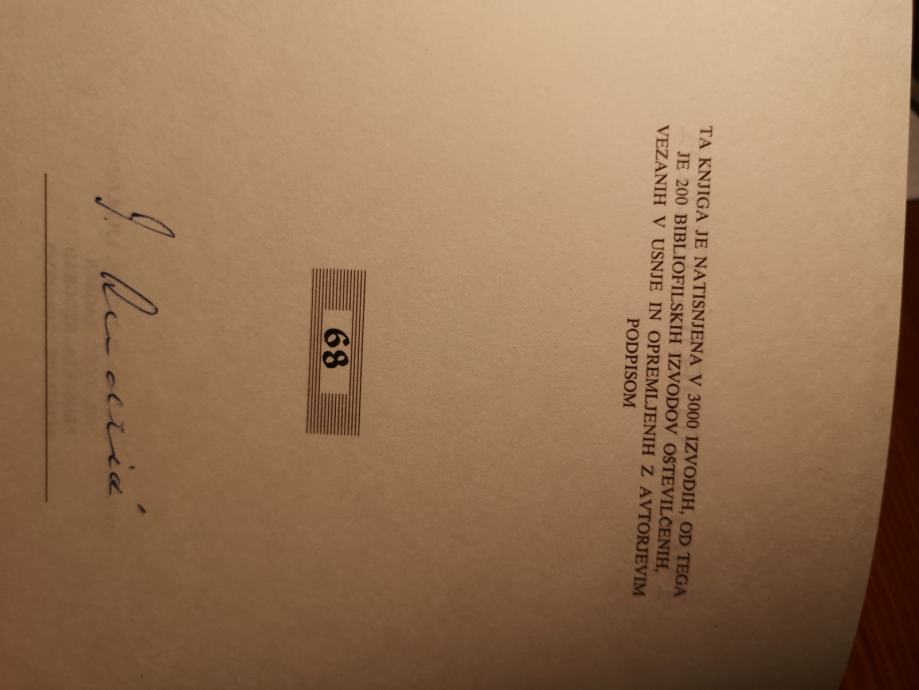 TA KNJIGA JE NATISNJENA V 3000 IZVODIH, OD TEGA
JE 200 BIBLIOFILSKIH IZVODOV OŠTEVILČENIH,
VEZANIH V USNJE IN OPREMLJENIH Z AVTORJEVIM
PODPISOM
68